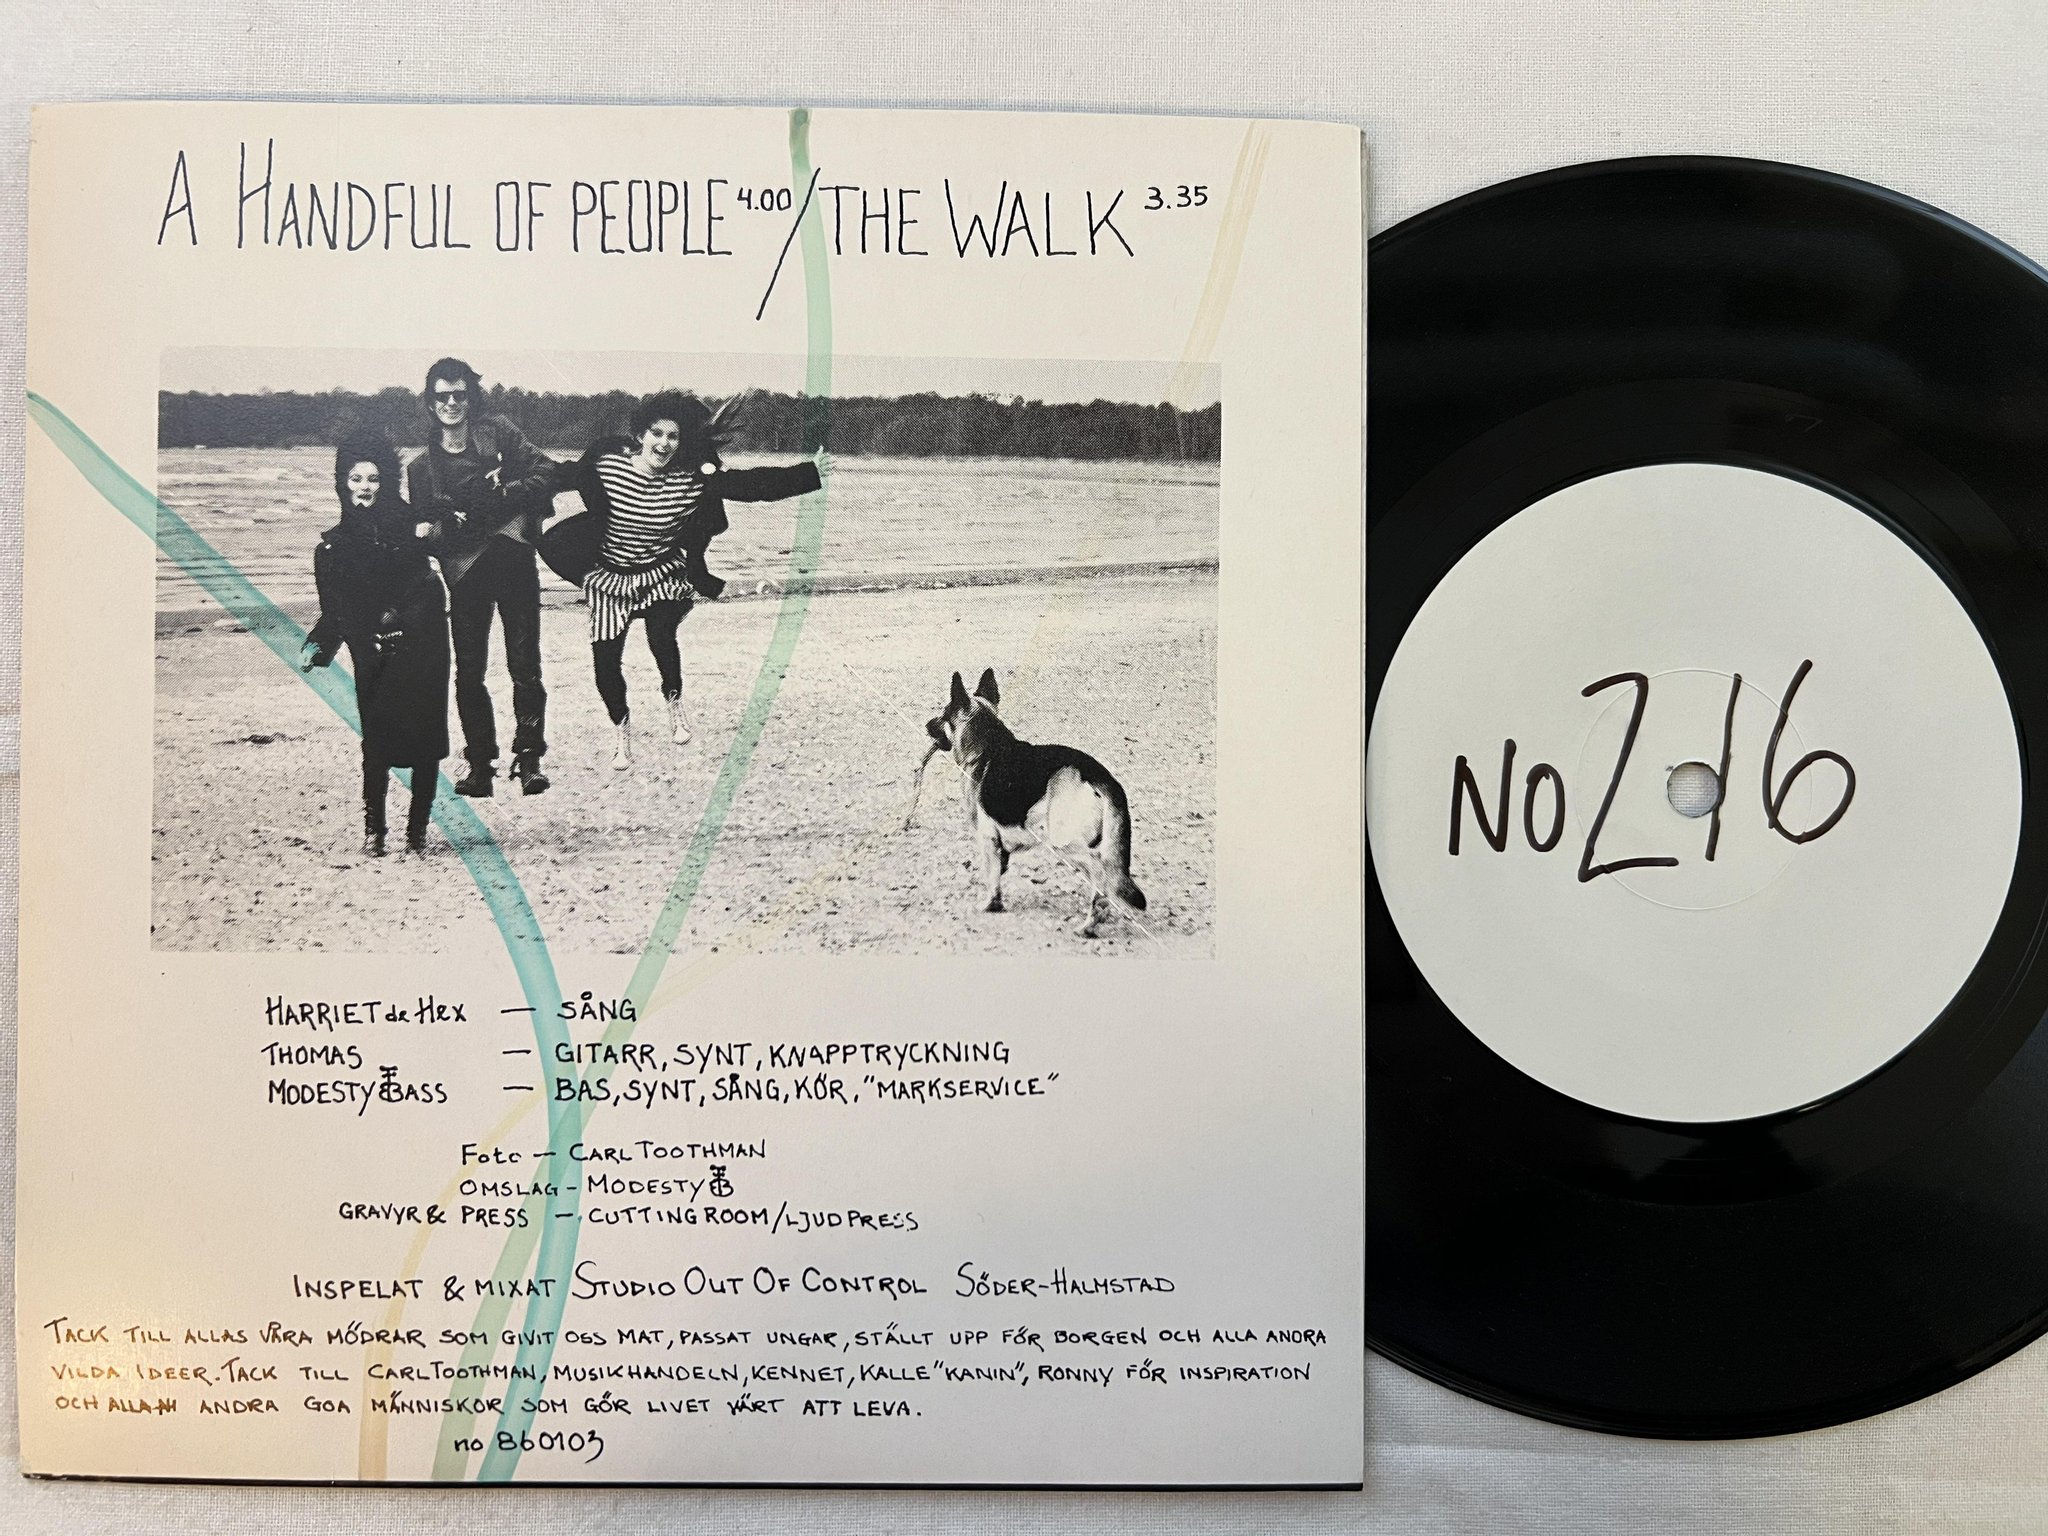 A HANDFUL OF PEOPLE 4.00 / THE WALK 3.35
HARRIET de Hex — SÅNG
THOMAS — GITARR, SYNT, KNAPPTRYCKNING
MODESTY BASS — BAS, SYNT, SÅNG, KÖR, "MARKSERVICE"
Foto — CARL TOOTHMAN
OMSLAG - MODESTY B
GRAVYR & PRESS — CUTTINGROOM/LJUDPRESS
INSPELAT & MIXAT STUDIO OUT OF CONTROL SÖDER-HALMSTAD
TACK TILL ALLAS VÅRA MÖDRAR SOM GIVIT OSS MAT, PASSAT UNGAR, STÄLLT UPP FÖR BORGEN OCH ALLA ANDRA
VILDA IDEER. TACK TILL CARL TOOTHMAN, MUSIKHANDELN, KENNET, KALLE "KANIN", RONNY FÖR INSPIRATION
OCH ALLA ANDRA GOA MÄNNISKOR SOM GÖR LIVET VÄRT ATT LEVA.
no 860103
NO 216